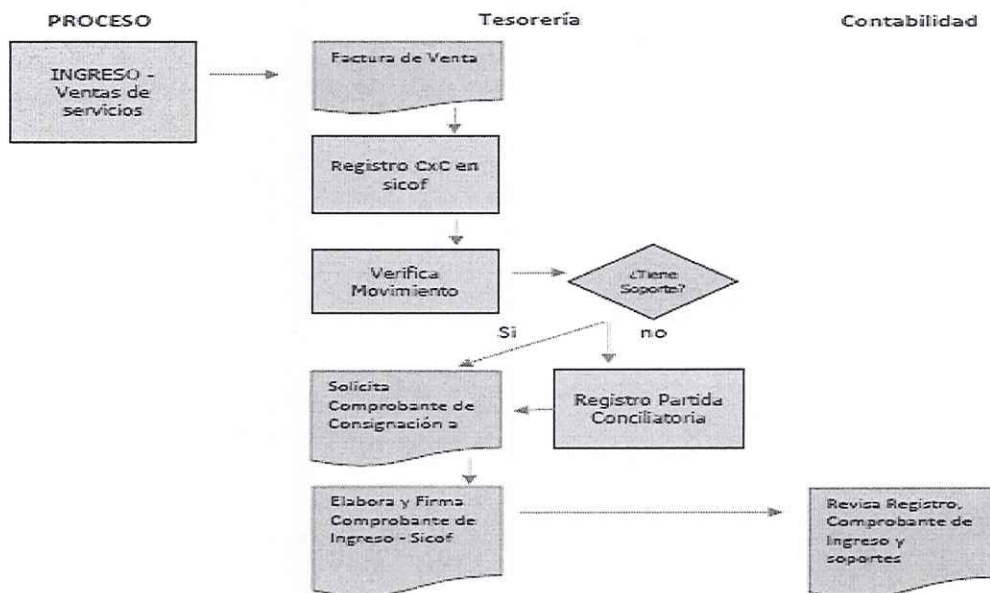 PROCESO
Tesorería
Contabilidad
INGRESO -
Ventas de
servicios
Factura de Venta
Registro CxC en
sicof
Verifica
Movimiento
¿Tiene
Soporte?
Si
no
Solicita
Comprobante de
Consignación a
Registro Partida
Conciliatoria
Elabora y Firma
Comprobante de
Ingreso - Sicof
Revisa Registro,
Comprobante de
Ingreso y
soportes